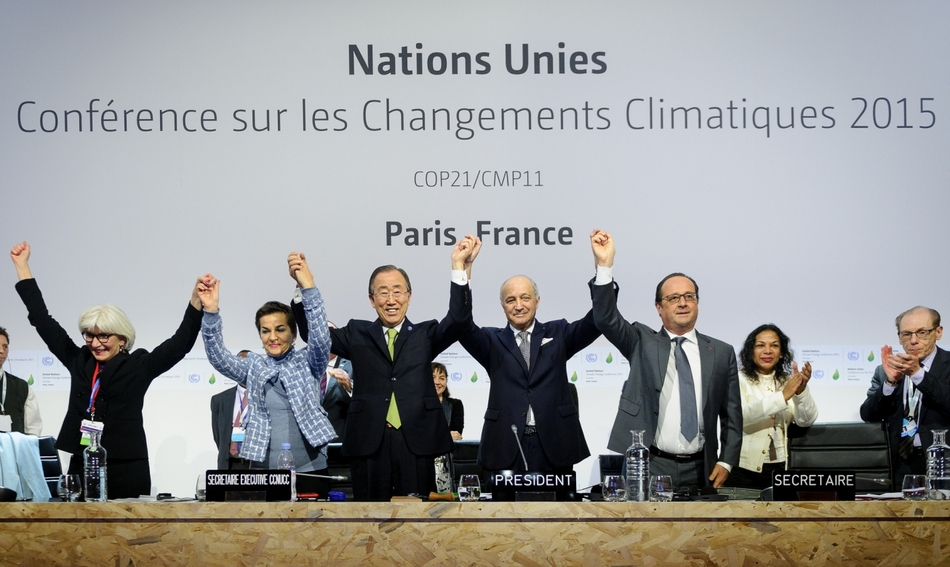 Nations Unies
Conférence sur les Changements Climatiques 2015
COP21/CMP11
Paris, France
SECRETAIRE EXECUTIVE CCNUCC
PRESIDENT
SECRETAIRE